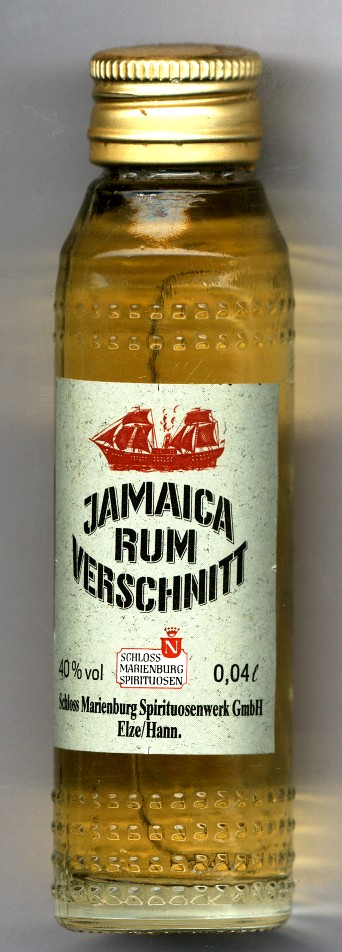 JAMAICA
RUM
VERSCHNITT
N
40 % vol
SCHLOSS
MARIENBURG
SPIRITUOSEN
0,04 ℓ
Schloss Marienburg Spirituosenwerk GmbH
Elze/Hann.